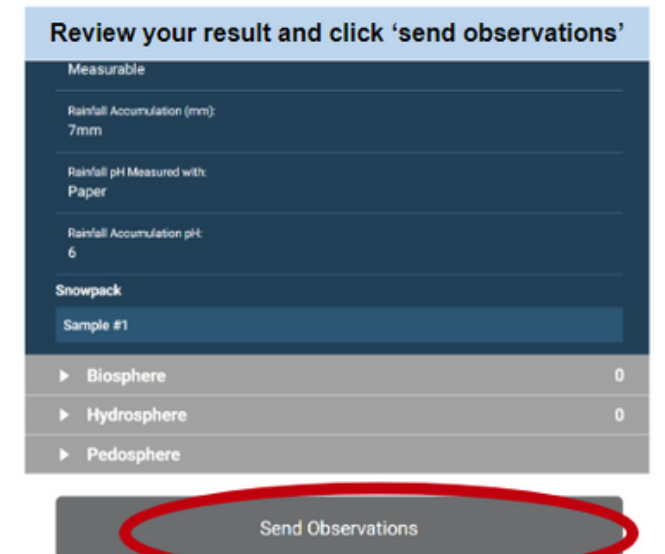 Review your result and click ‘send observations’
Measurable
Rainfall Accumulation (mm):
7mm
Rainfall pH Measured with:
Paper
Rainfall Accumulation pH:
6
Snowpack
Sample #1
Biosphere 0
Hydrosphere 0
Pedosphere
Send Observations